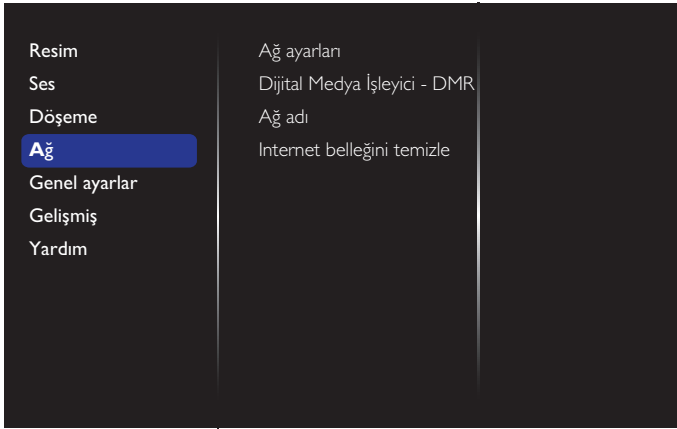 Resim
Ses
Döşeme
Ağ
Genel ayarlar
Gelişmiş
Yardım
Ağ ayarları
Dijital Medya İşleyici - DMR
Ağ adı
Internet belleğini temizle